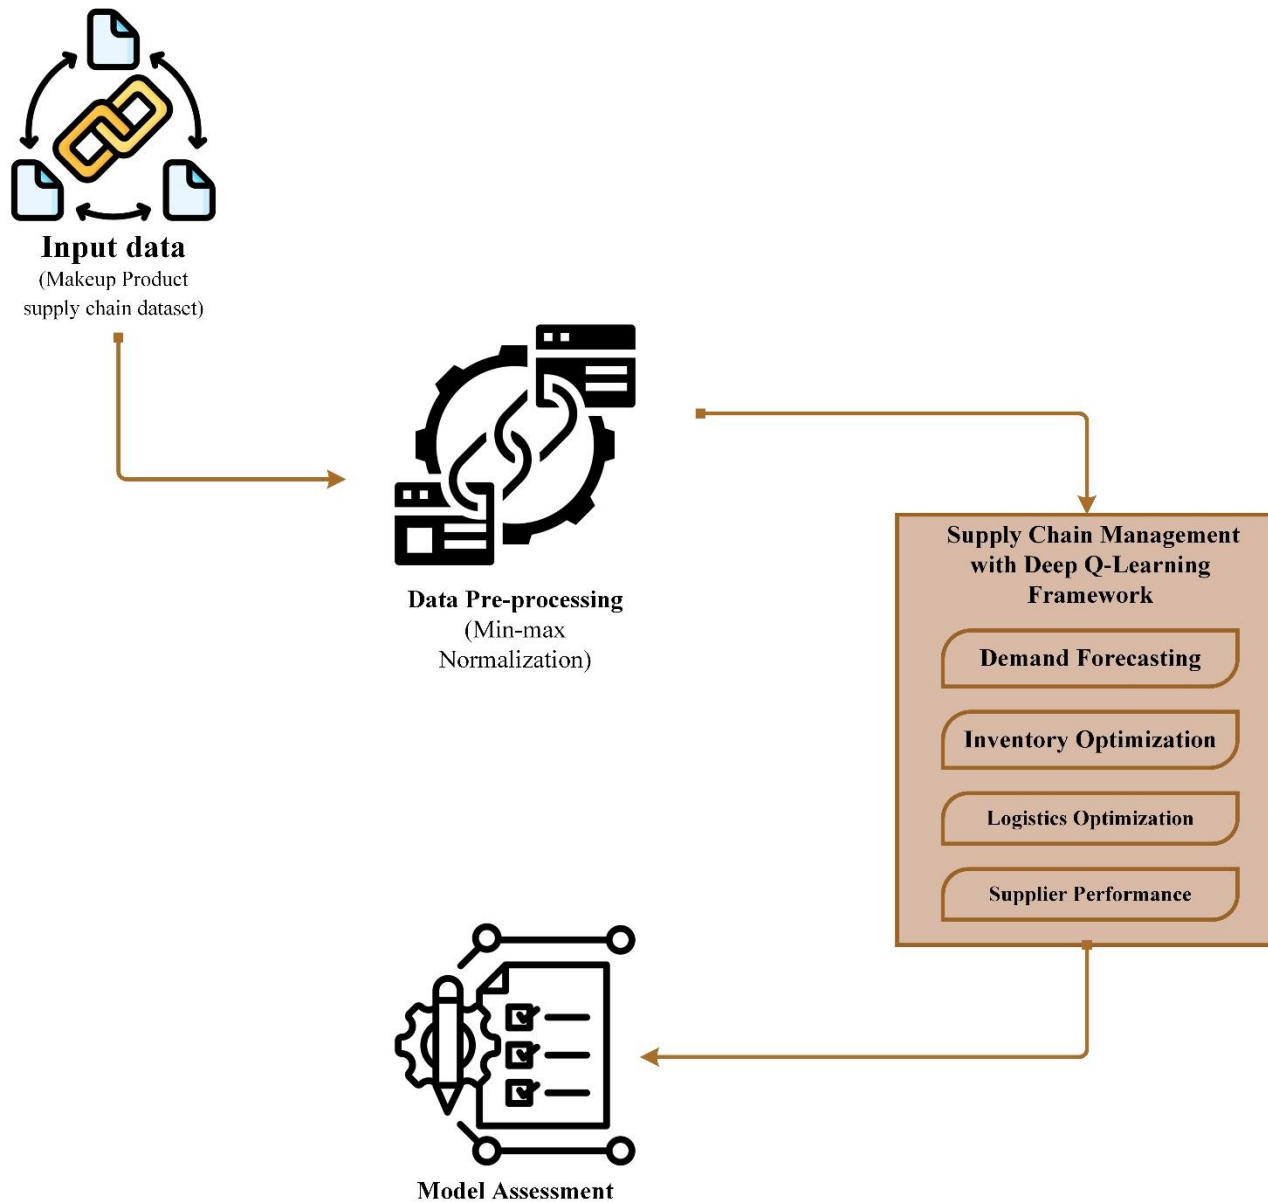 Input data
(Makeup Product
supply chain dataset)
Data Pre-processing
(Min-max
Normalization)
Supply Chain Management
with Deep Q-Learning
Framework
Demand Forecasting
Inventory Optimization
Logistics Optimization
Supplier Performance
Model Assessment